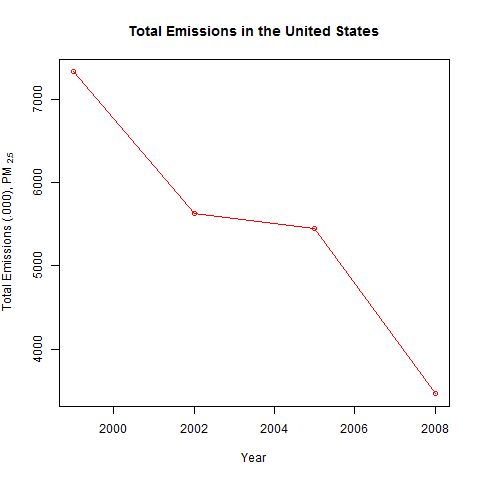 Total Emissions in the United States
Total Emissions (,000), PM 2.5
7000
6000
5000
4000
2000 2002 2004 2006 2008
Year